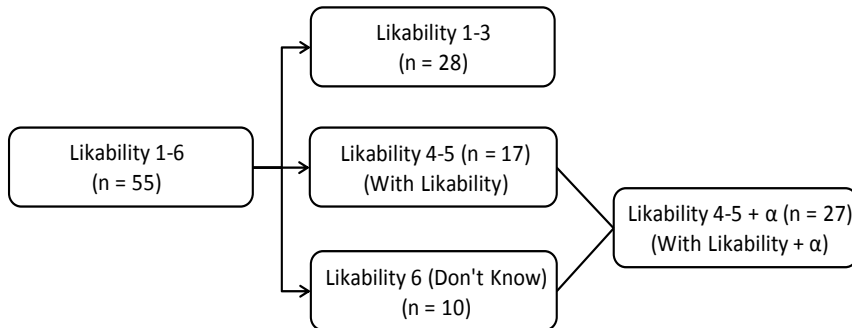 Likability 1-3
(n = 28)
Likability 1-6
(n = 55)
Likability 4-5 (n = 17)
(With Likability)
Likability 4-5 + α (n = 27)
(With Likability + α)
Likability 6 (Don't Know)
(n = 10)